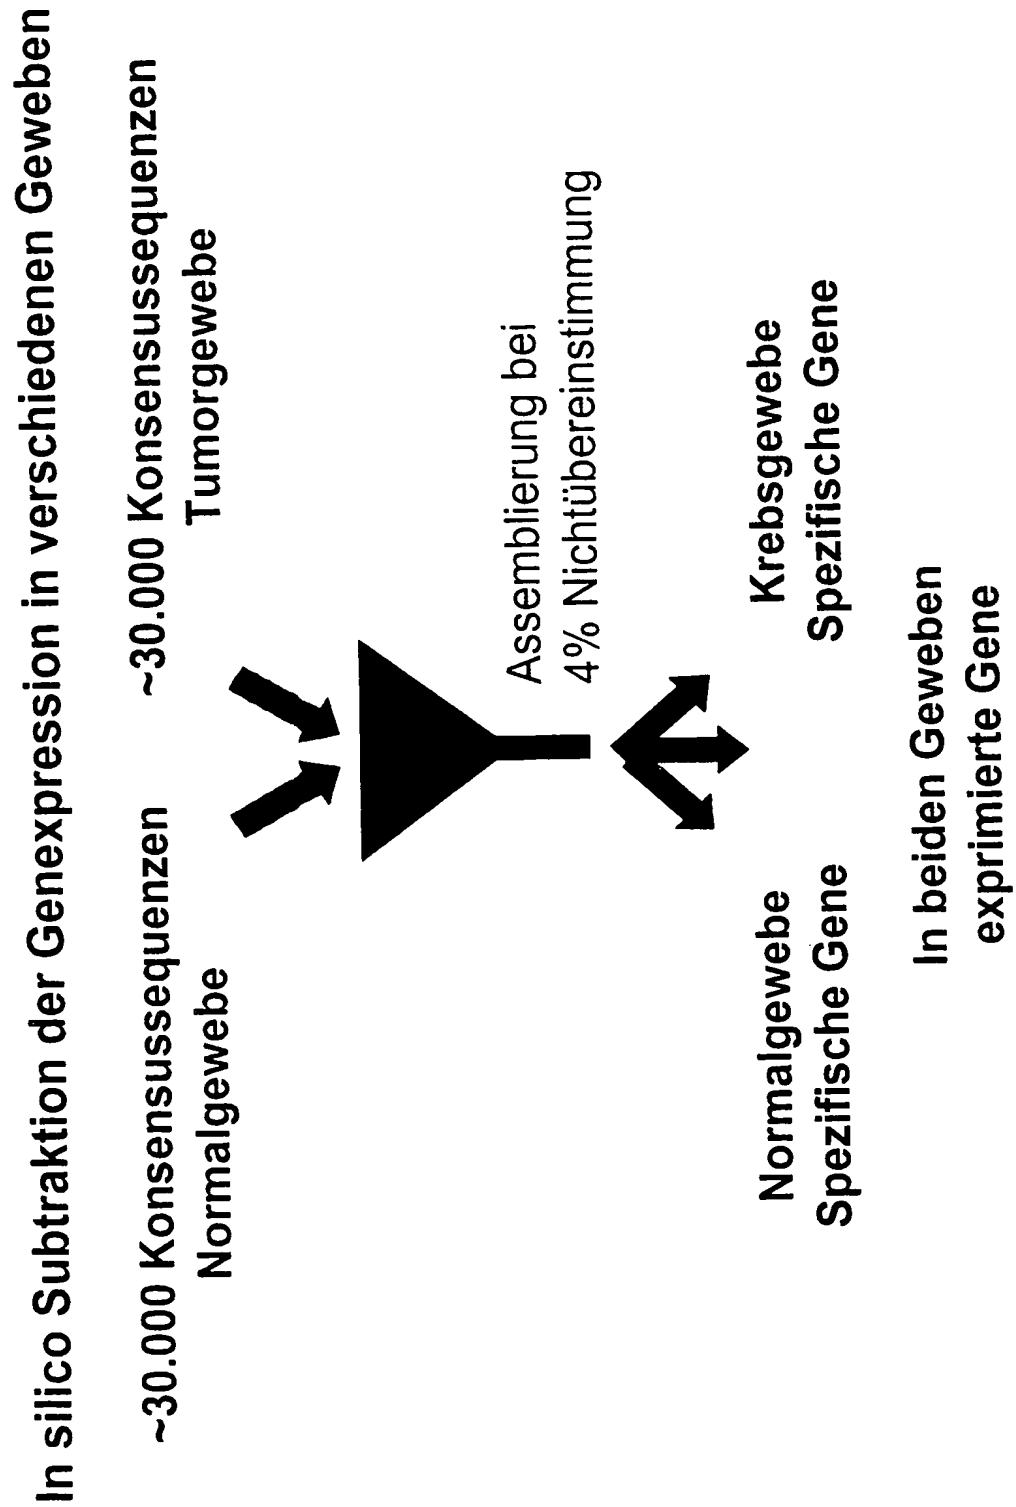 In silico Subtraktion der Genexpression in verschiedenen Geweben
~30.000 Konsensussequenzen
Normalgewebe
~30.000 Konsensussequenzen
Tumorgewebe
Assemblierung bei
4% Nichtübereinstimmung
Normalgewebe
Spezifische Gene
Krebsgewebe
Spezifische Gene
In beiden Geweben
exprimierte Gene